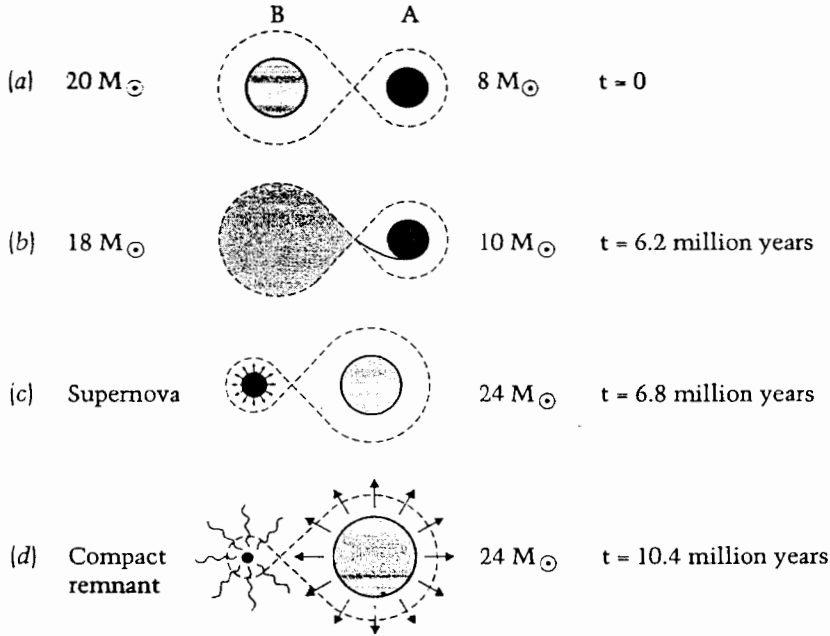 B A
(a) 20 M☉ 8 M☉ t = 0
(b) 18 M☉ 10 M☉ t = 6.2 million years
(c) Supernova 24 M☉ t = 6.8 million years
(d) Compact 24 M☉ t = 10.4 million years
remnant